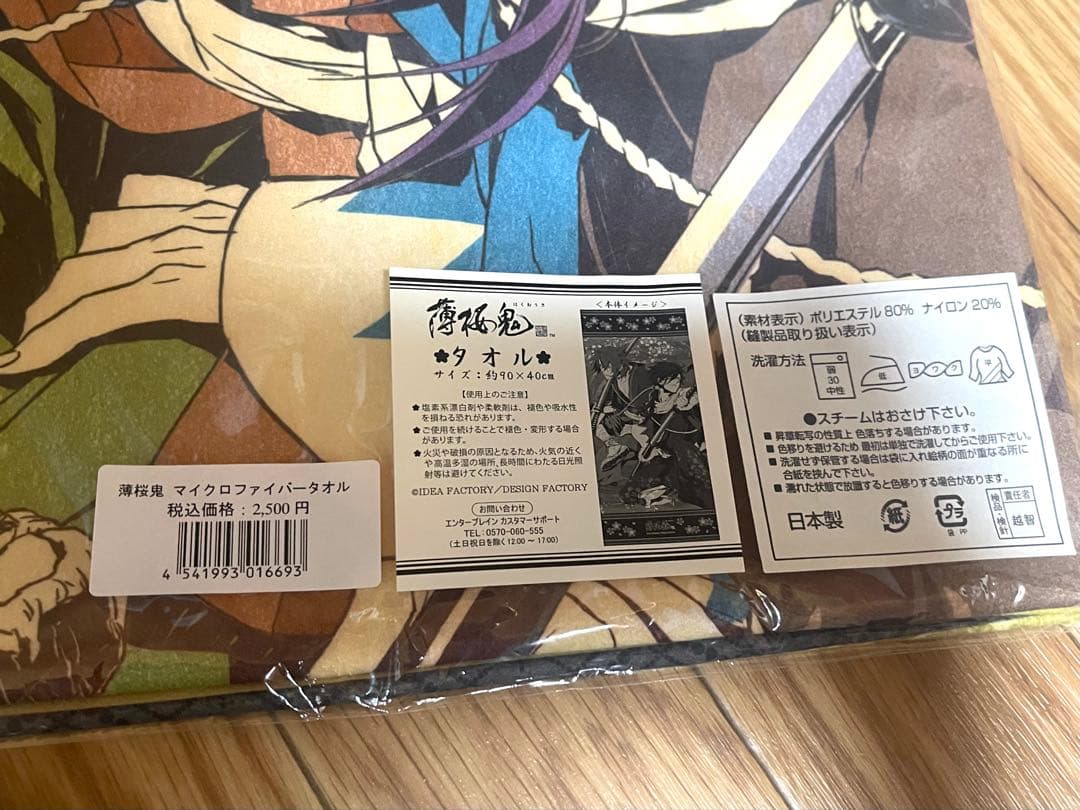 薄桜鬼 マイクロファイバータオル
税込価格 : 2,500 円
4 541993 016693
はくおうき
薄桜鬼 TM
タオル
サイズ：約90×40cm
【使用上のご注意】
★塩素系漂白剤や柔軟剤は、褪色や吸水性
を損ねる恐れがあります。
★ご使用を続けることで褪色・変形する場合
があります。
★火災や破損の原因となるため、火気の近く
や高温多湿の場所、長時間にわたる日光照
射等は避けてください。
©IDEA FACTORY/DESIGN FACTORY
お問い合わせ
エンターブレイン カスタマーサポート
TEL：0570-060-555
（土日祝日を除く12:00 ～ 17:00）
＜本体イメージ＞
（素材表示）ポリエステル 80% ナイロン 20%
（縫製品取り扱い表示）
洗濯方法
弱
30
中性
低
ヨワク
平
●スチームはおさけ下さい。
■ 昇華転写の性質上 色落ちする場合があります。
■ 色移りを避けるため 最初は単独で洗濯してからご使用下さい。
■ 洗濯せず保管する場合は袋に入れ絵柄の面が重なる所に
合紙を挟んで下さい。
■ 濡れた状態で放置すると色移りする場合があります。
日本製
紙
プラ
袋 PP
検品・検針
責任者
越智